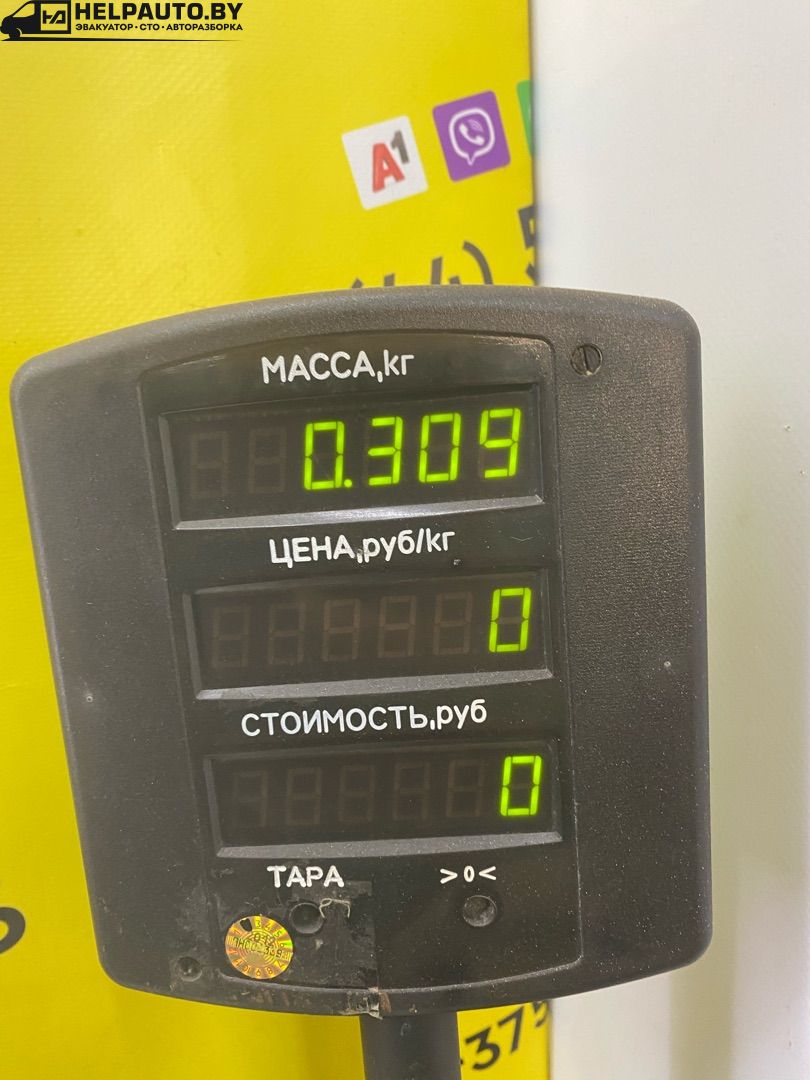 HELPAUTO.BY
ЭВАКУАТОР • СТО • АВТОРАЗБОРКА
A1
МАССА,кг
0.309
ЦЕНА,руб/кг
0
СТОИМОСТЬ,руб
0
ТАРА >0<
375